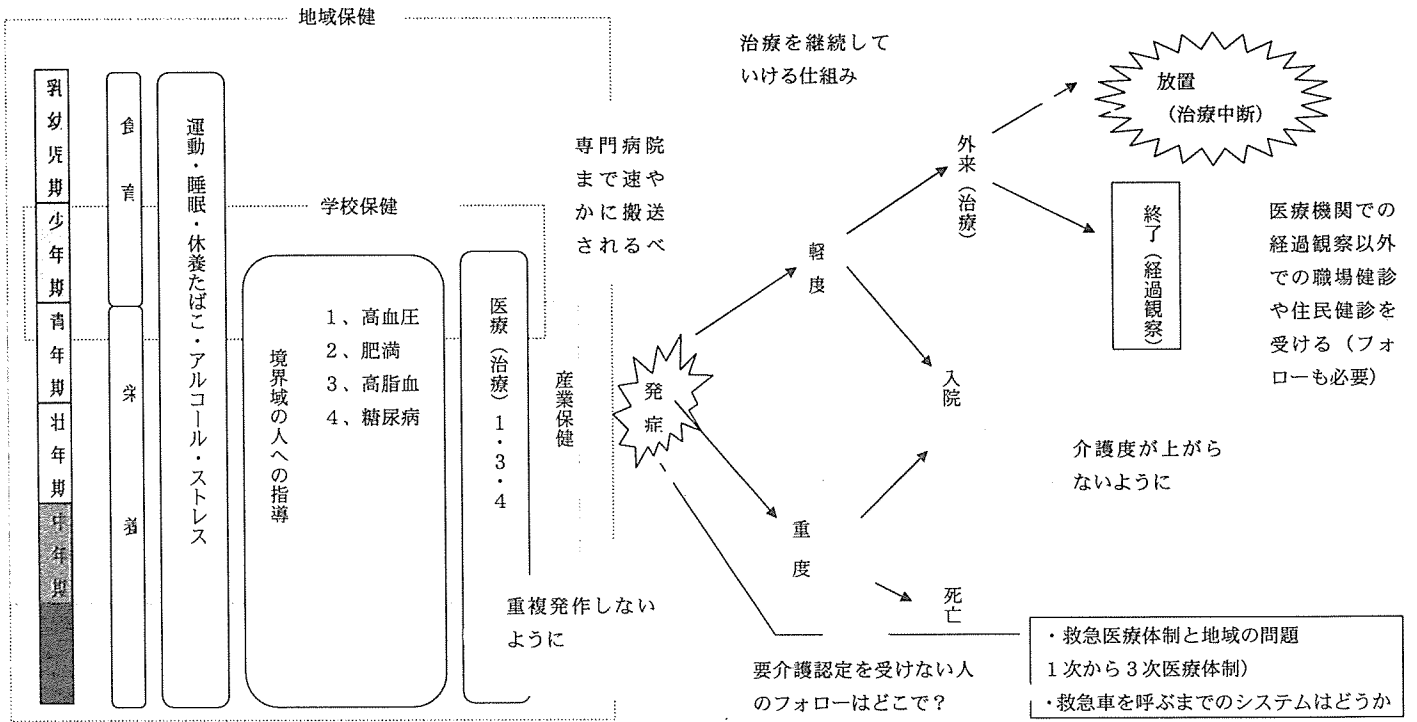 地域保健
乳幼児期
少年期
青年期
壮年期
中年期
食育
栄養
運動・睡眠・休養たばこ・アルコール・ストレス
学校保健
境界域の人への指導
1、高血圧
2、肥満
3、高脂血
4、糖尿病
医療（治療）1・3・4
産業保健
専門病院
まで速や
かに搬送
されるべ
重複発作しない
ように
発症
治療を継続して
いける仕組み
軽度
重度
外来（治療）
入院
死亡
放置
（治療中断）
終了（経過観察）
医療機関での
経過観察以外
での職場健診
や住民健診を
受ける（フォ
ローも必要）
介護度が上がら
ないように
要介護認定を受けない人
のフォローはどこで？
・救急医療体制と地域の問題
1次から3次医療体制）
・救急車を呼ぶまでのシステムはどうか